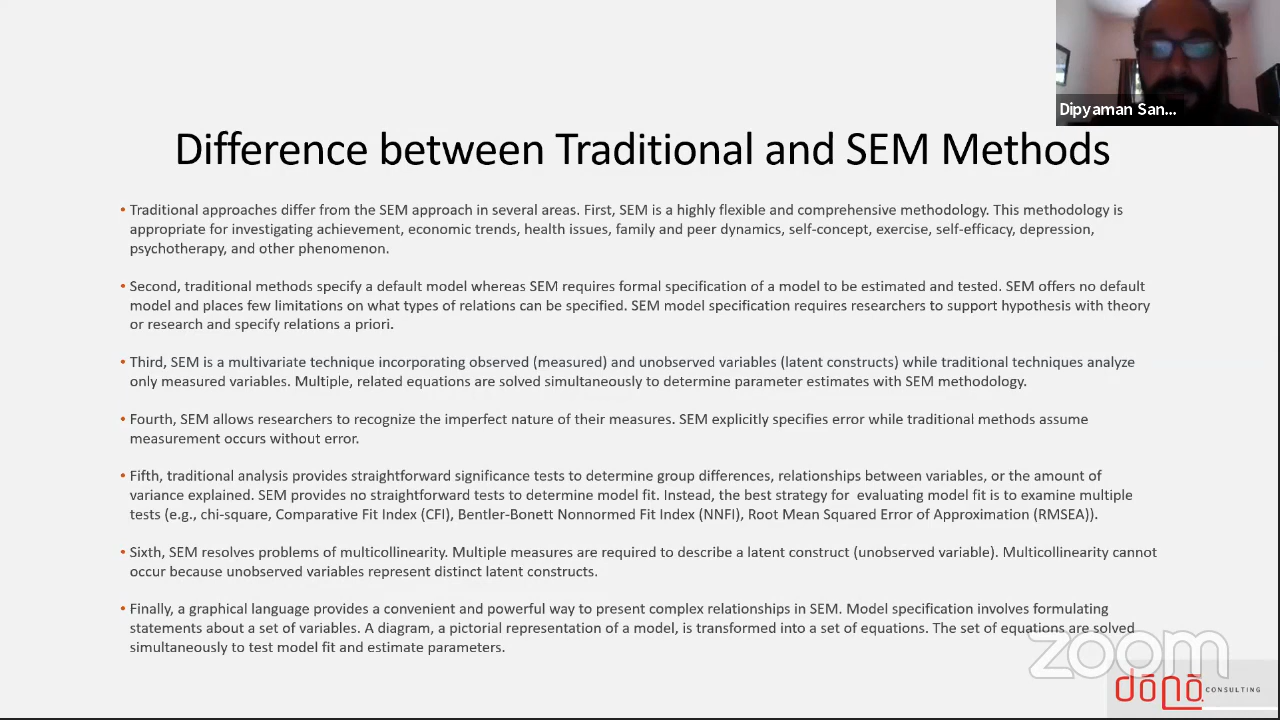 Dipyaman San...
Difference between Traditional and SEM Methods
• Traditional approaches differ from the SEM approach in several areas. First, SEM is a highly flexible and comprehensive methodology. This methodology is
appropriate for investigating achievement, economic trends, health issues, family and peer dynamics, self-concept, exercise, self-efficacy, depression,
psychotherapy, and other phenomenon.
• Second, traditional methods specify a default model whereas SEM requires formal specification of a model to be estimated and tested. SEM offers no default
model and places few limitations on what types of relations can be specified. SEM model specification requires researchers to support hypothesis with theory
or research and specify relations a priori.
• Third, SEM is a multivariate technique incorporating observed (measured) and unobserved variables (latent constructs) while traditional techniques analyze
only measured variables. Multiple, related equations are solved simultaneously to determine parameter estimates with SEM methodology.
• Fourth, SEM allows researchers to recognize the imperfect nature of their measures. SEM explicitly specifies error while traditional methods assume
measurement occurs without error.
• Fifth, traditional analysis provides straightforward significance tests to determine group differences, relationships between variables, or the amount of
variance explained. SEM provides no straightforward tests to determine model fit. Instead, the best strategy for evaluating model fit is to examine multiple
tests (e.g., chi-square, Comparative Fit Index (CFI), Bentler-Bonett Nonnormed Fit Index (NNFI), Root Mean Squared Error of Approximation (RMSEA)).
• Sixth, SEM resolves problems of multicollinearity. Multiple measures are required to describe a latent construct (unobserved variable). Multicollinearity cannot
occur because unobserved variables represent distinct latent constructs.
• Finally, a graphical language provides a convenient and powerful way to present complex relationships in SEM. Model specification involves formulating
statements about a set of variables. A diagram, a pictorial representation of a model, is transformed into a set of equations. The set of equations are solved
simultaneously to test model fit and estimate parameters.
zoom
dānā CONSULTING